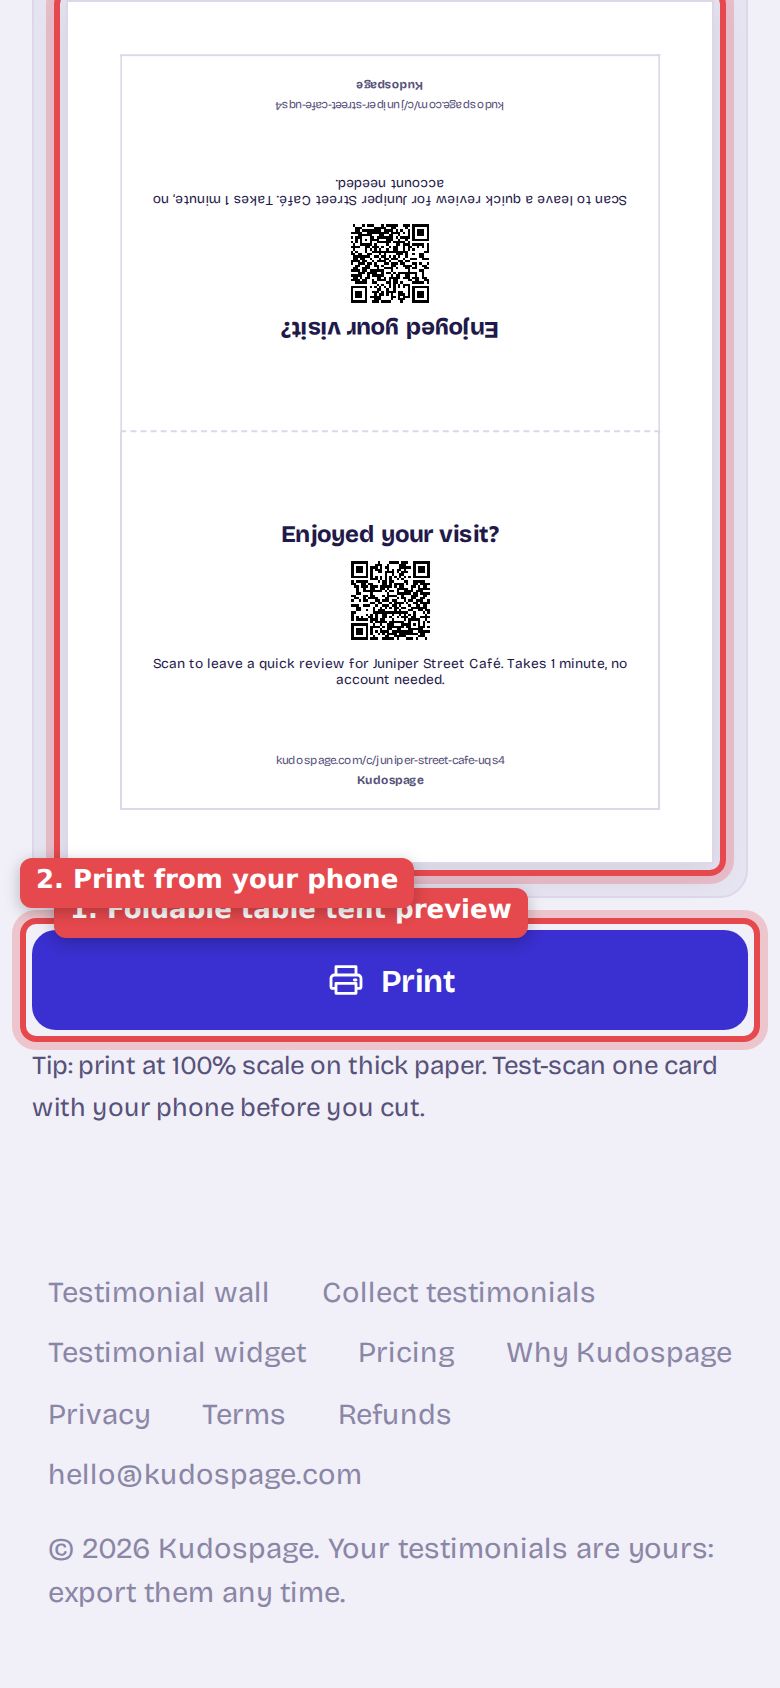 Kudospage
kudospage.com/c/juniper-street-cafe-uqs4
account needed.
Scan to leave a quick review for Juniper Street Café. Takes 1 minute, no
Enjoyed your visit?
Enjoyed your visit?
Scan to leave a quick review for Juniper Street Café. Takes 1 minute, no
account needed.
kudospage.com/c/juniper-street-cafe-uqs4
Kudospage
2. Print from your phone
1. Foldable table tent preview
Print
Tip: print at 100% scale on thick paper. Test-scan one card
with your phone before you cut.
Testimonial wall Collect testimonials
Testimonial widget Pricing Why Kudospage
Privacy Terms Refunds
hello@kudospage.com
© 2026 Kudospage. Your testimonials are yours:
export them any time.